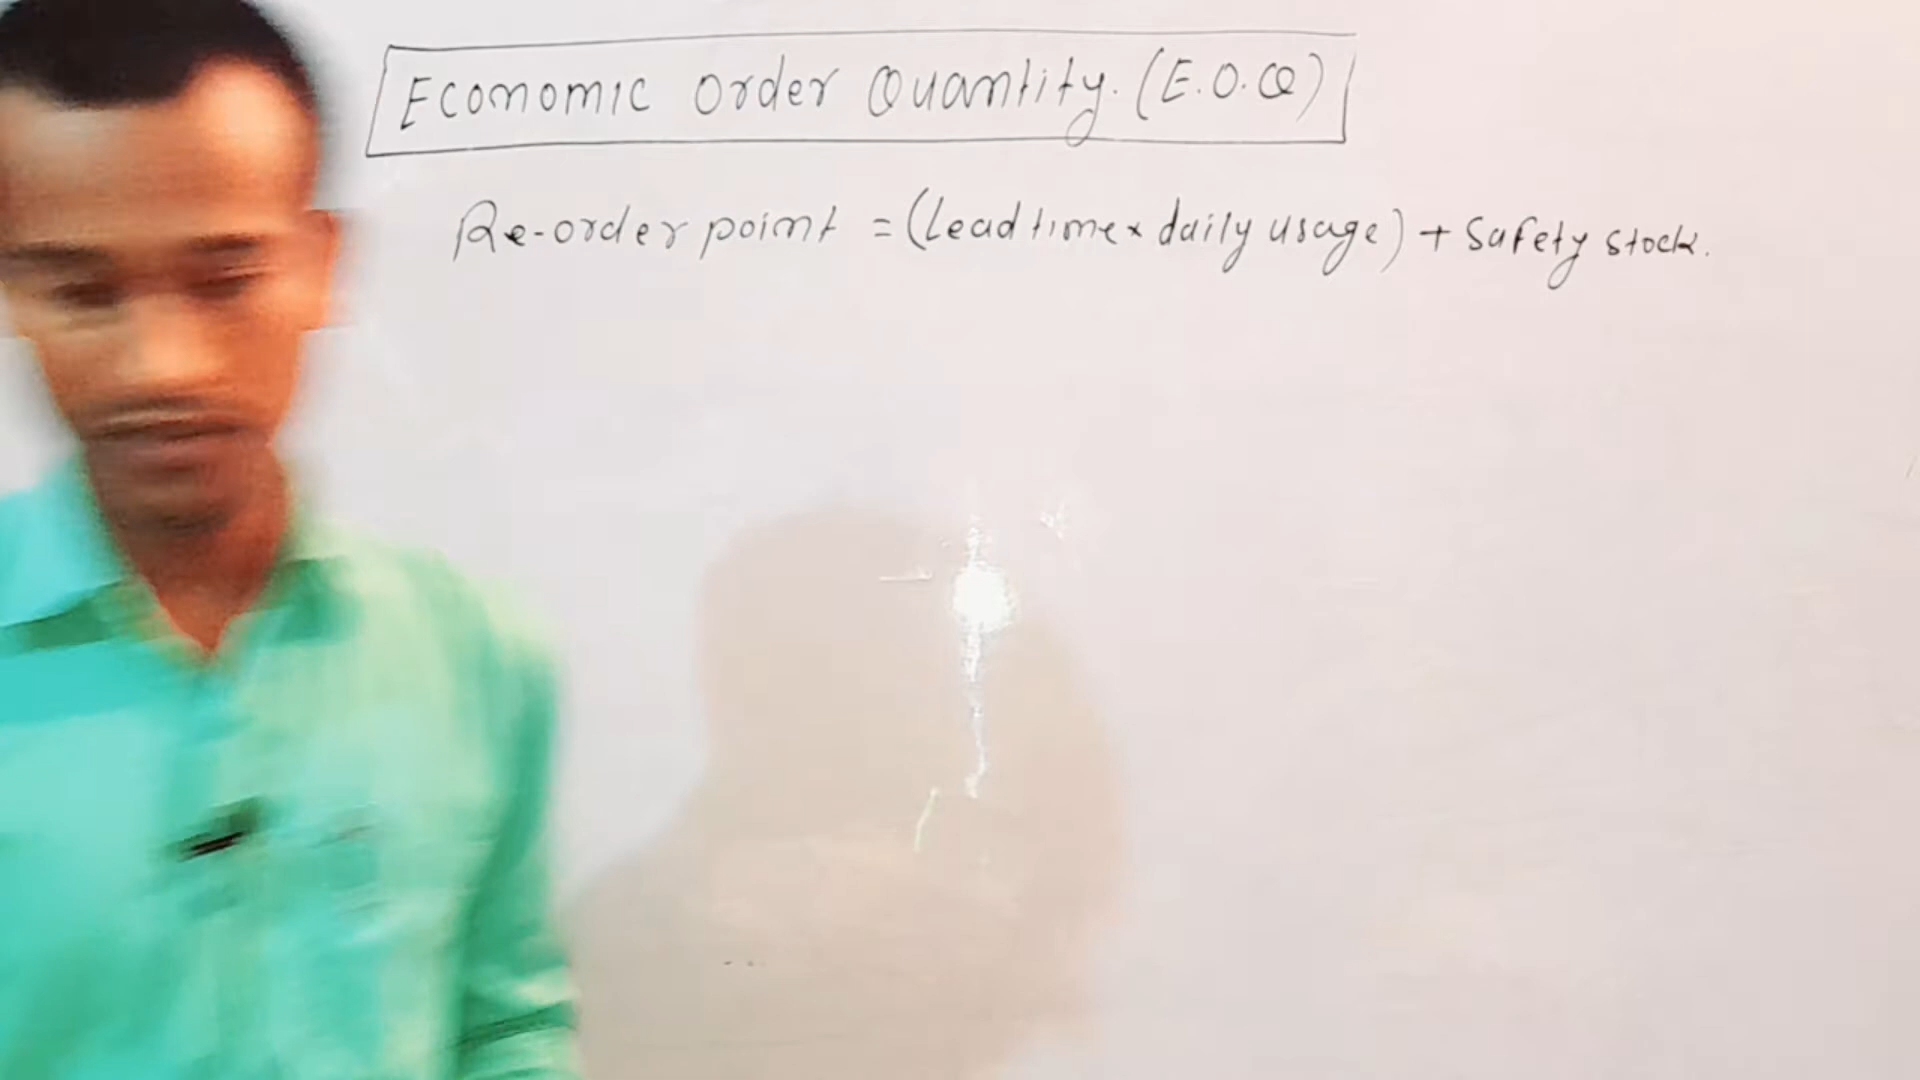 Economic Order Quantity. (E.O.Q)
Re-order point = (Lead time × daily usage) + Safety stock.